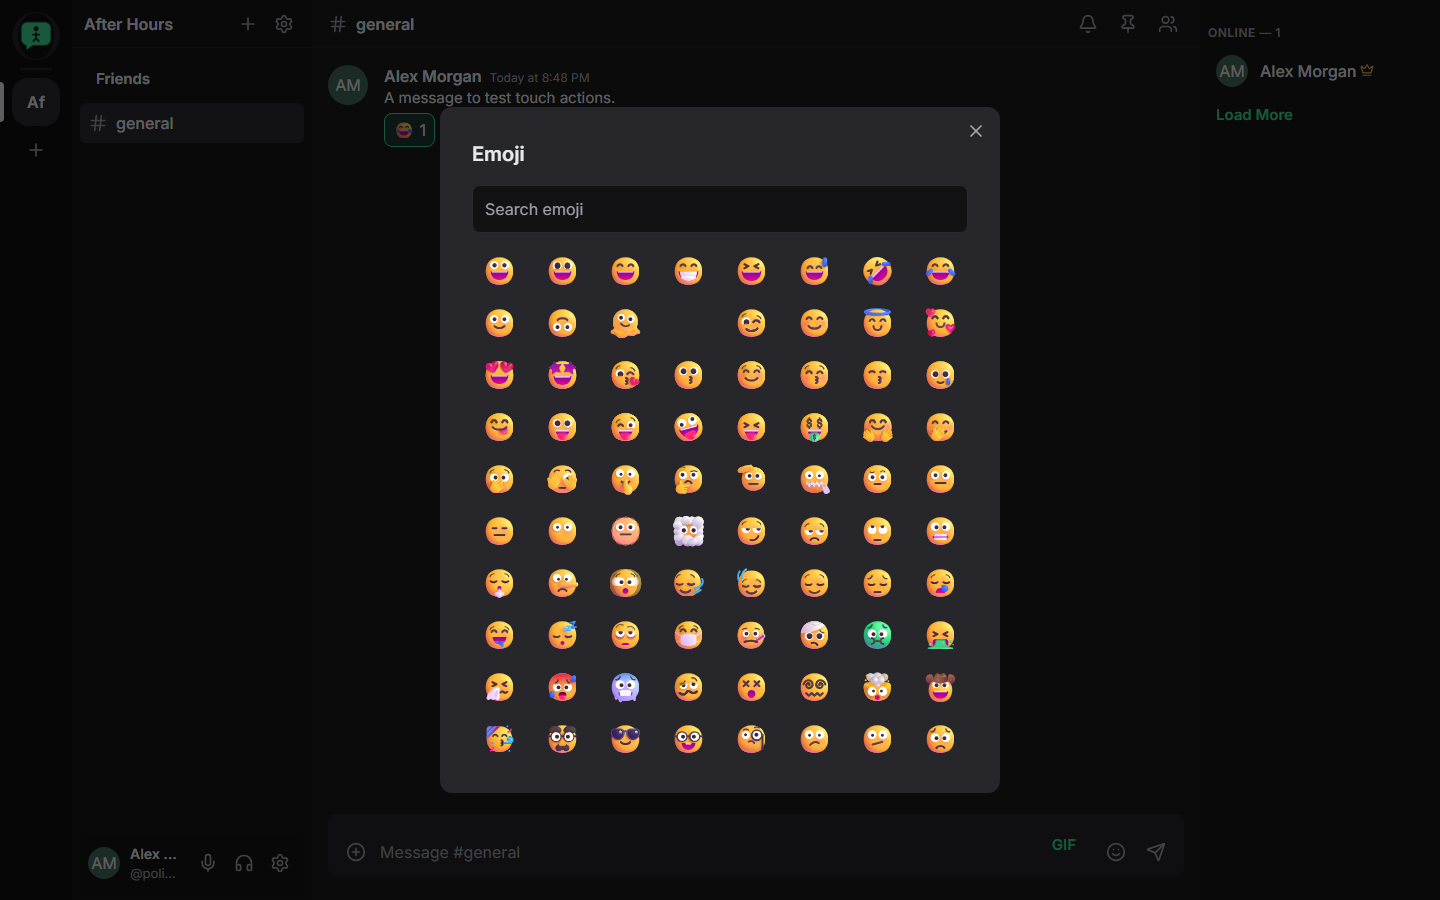 After Hours
# general
ONLINE — 1
Friends
Af
# general
AM
Alex Morgan Today at 8:48 PM
A message to test touch actions.
1
AM
Alex Morgan
Load More
Emoji
Search emoji
AM
Alex ...
@poli...
Message #general
GIF